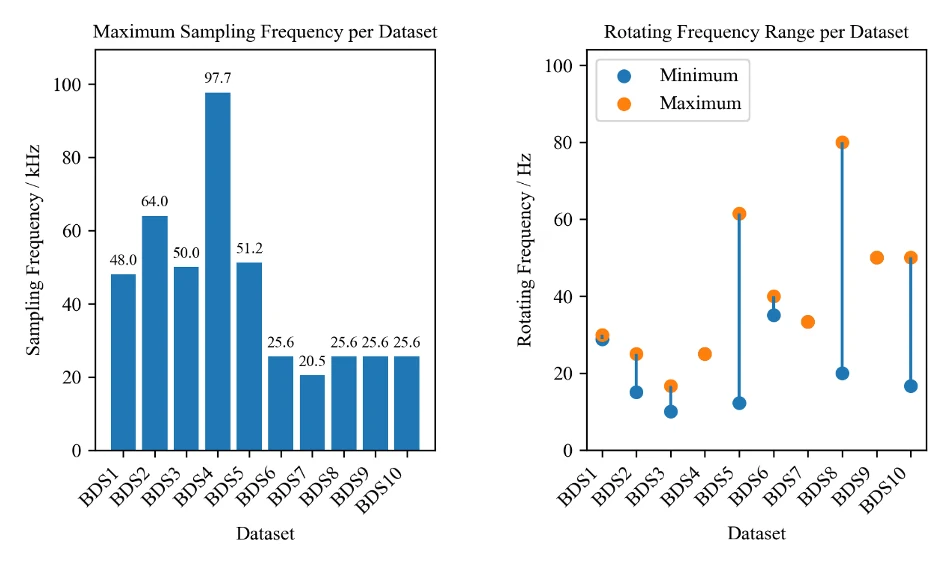 Maximum Sampling Frequency per Dataset
Sampling Frequency / kHz
100
80
60
40
20
0
48.0
64.0
50.0
97.7
51.2
25.6
20.5
25.6
25.6
25.6
BDS1
BDS2
BDS3
BDS4
BDS5
BDS6
BDS7
BDS8
BDS9
BDS10
Dataset
Rotating Frequency Range per Dataset
Minimum
Maximum
Rotating Frequency / Hz
100
80
60
40
20
0
BDS1
BDS2
BDS3
BDS4
BDS5
BDS6
BDS7
BDS8
BDS9
BDS10
Dataset